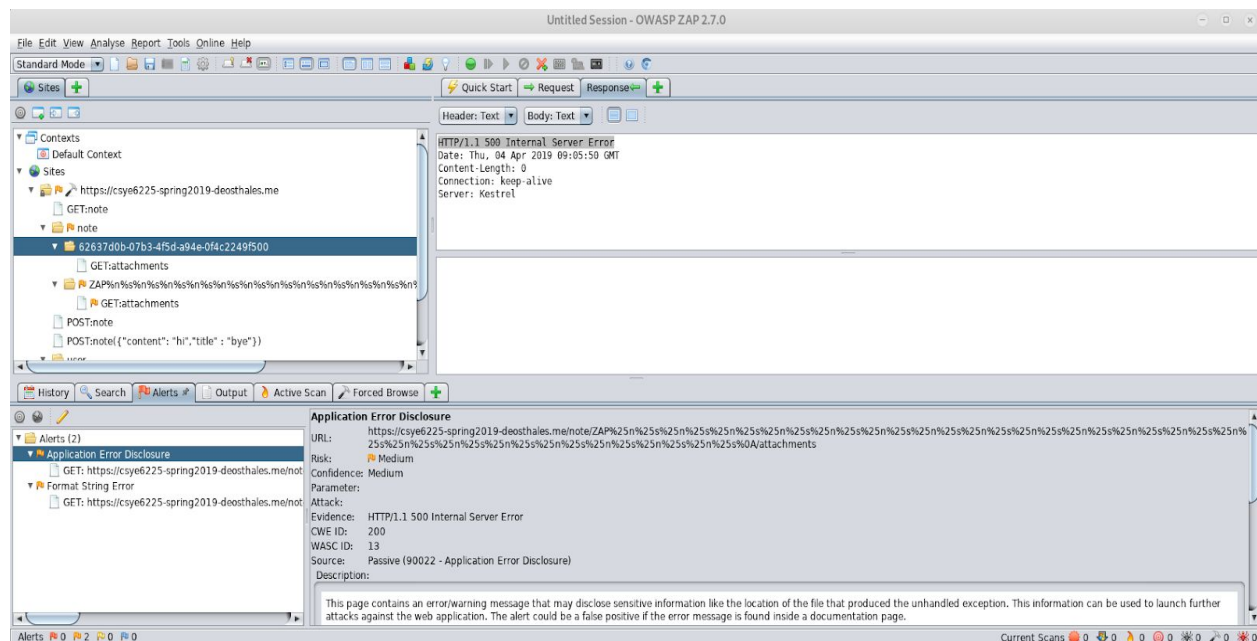 Untitled Session - OWASP ZAP 2.7.0
File Edit View Analyse Report Tools Online Help
Standard Mode
Sites
Quick Start Request Response
Header: Text Body: Text
Contexts
Default Context
Sites
https://csye6225-spring2019-deosthales.me
GET:note
note
62637d0b-07b3-4f5d-a94e-0f4c2249f500
GET:attachments
ZAP%n%s%n%s%n%s%n%s%n%s%n%s%n%s%n%s%n%s%n%s%n%s%n%s%n
GET:attachments
POST:note
POST:note({"content": "hi","title" : "bye"})
user
HTTP/1.1 500 Internal Server Error
Date: Thu, 04 Apr 2019 09:05:50 GMT
Content-Length: 0
Connection: keep-alive
Server: Kestrel
History Search Alerts Output Active Scan Forced Browse
Alerts (2)
Application Error Disclosure
GET: https://csye6225-spring2019-deosthales.me/not
Format String Error
GET: https://csye6225-spring2019-deosthales.me/not
Application Error Disclosure
URL: https://csye6225-spring2019-deosthales.me/note/ZAP%25n%25s%25n%25s%25n%25s%25n%25s%25n%25s%25n%25s%25n%25s%25n%25s%25n%25s%25n%25s%25n%25s%25n%25s%25n%25s%25n%
25s%25n%25s%25n%25s%25n%25s%25n%25s%25n%25s%25n%25s%25n%25s%0A/attachments
Risk: Medium
Confidence: Medium
Parameter:
Attack:
Evidence: HTTP/1.1 500 Internal Server Error
CWE ID: 200
WASC ID: 13
Source: Passive (90022 - Application Error Disclosure)
Description:
This page contains an error/warning message that may disclose sensitive information like the location of the file that produced the unhandled exception. This information can be used to launch further
attacks against the web application. The alert could be a false positive if the error message is found inside a documentation page.
Alerts 0 2 0 0 Current Scans 0 0 0 0 0 0 0